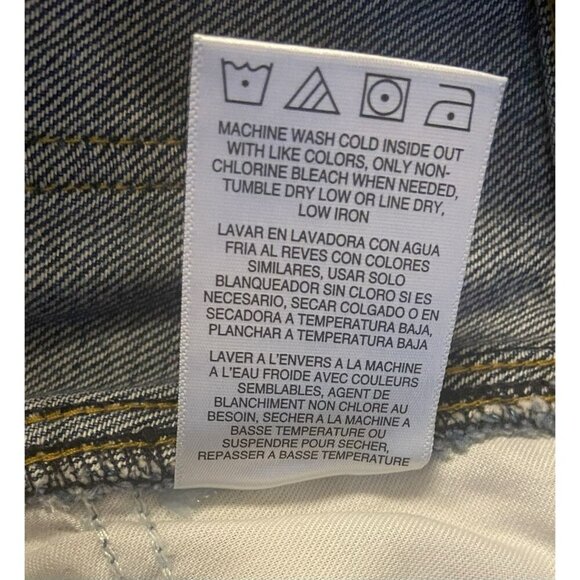 MACHINE WASH COLD INSIDE OUT
WITH LIKE COLORS, ONLY NON-
CHLORINE BLEACH WHEN NEEDED,
TUMBLE DRY LOW OR LINE DRY,
LOW IRON
LAVAR EN LAVADORA CON AGUA
FRIA AL REVES CON COLORES
SIMILARES, USAR SOLO
BLANQUEADOR SIN CLORO SI ES
NECESARIO, SECAR COLGADO O EN
SECADORA A TEMPERATURA BAJA,
PLANCHAR A TEMPERATURA BAJA
LAVER A L'ENVERS A LA MACHINE
A L'EAU FROIDE AVEC COULEURS
SEMBLABLES, AGENT DE
BLANCHIMENT NON CHLORE AU
BESOIN, SECHER A LA MACHINE A
BASSE TEMPERATURE OU
SUSPENDRE POUR SECHER,
REPASSER A BASSE TEMPERATURE